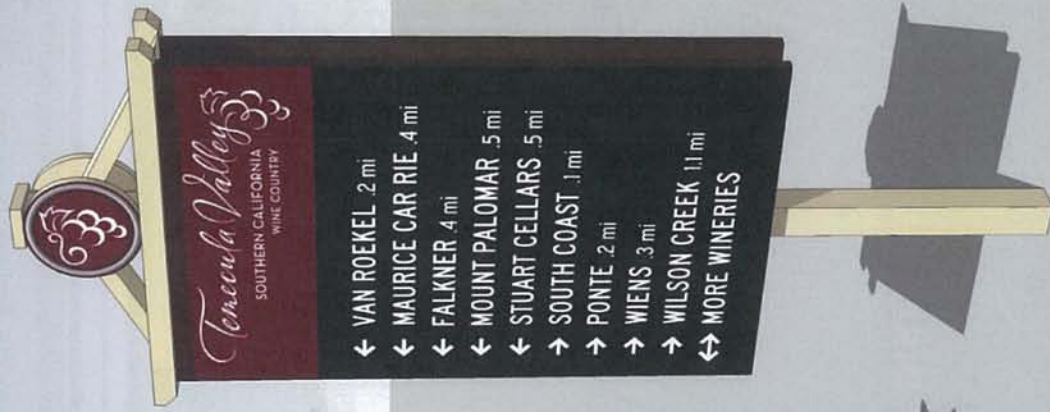 Temecula Valley
SOUTHERN CALIFORNIA
WINE COUNTRY
← VAN ROEKEL .2 mi
← MAURICE CAR RIE .4 mi
← FALKNER .4 mi
← MOUNT PALOMAR .5 mi
← STUART CELLARS .5 mi
→ SOUTH COAST .1 mi
→ PONTE .2 mi
→ WIENS .3 mi
→ WILSON CREEK 1.1 mi
↔ MORE WINERIES